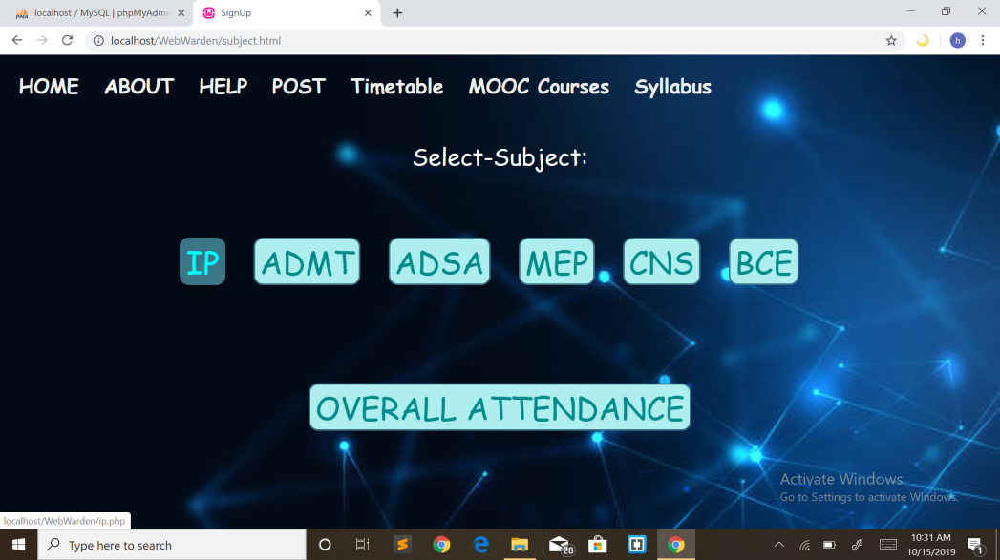 localhost / MySQL | phpMyAdmi
SignUp
localhost/WebWarden/subject.html
h
HOME ABOUT HELP POST Timetable MOOC Courses Syllabus
Select-Subject:
IP ADMT ADSA MEP CNS BCE
OVERALL ATTENDANCE
Activate Windows
Go to Settings to activate Windows.
localhost/WebWarden/ip.php
Type here to search
28
10:31 AM
10/15/2019
1